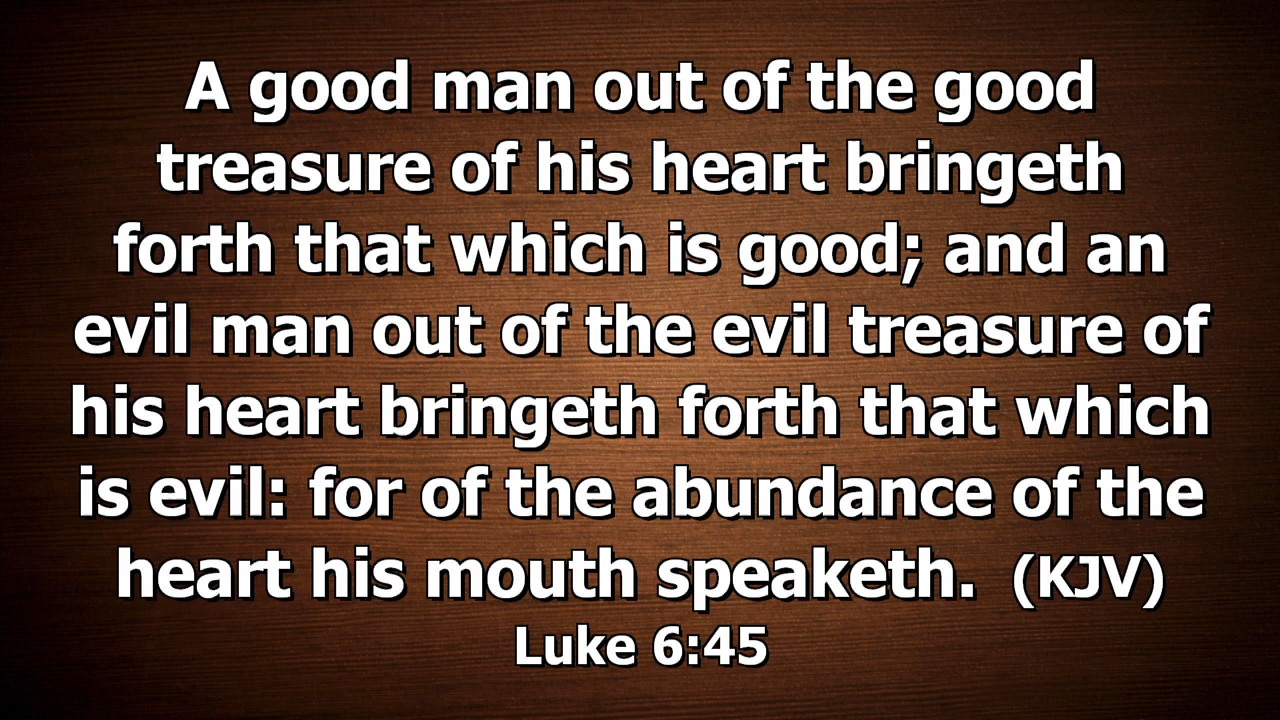 A good man out of the good
treasure of his heart bringeth
forth that which is good; and an
evil man out of the evil treasure of
his heart bringeth forth that which
is evil: for of the abundance of the
heart his mouth speaketh. (KJV)
Luke 6:45